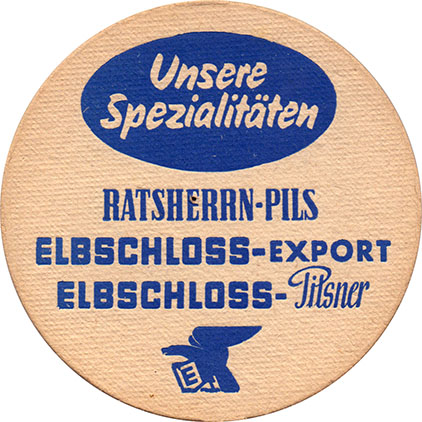 Unsere
Spezialitäten
RATSHERRN-PILS
ELBSCHLOSS-EXPORT
ELBSCHLOSS-Pilsner
E